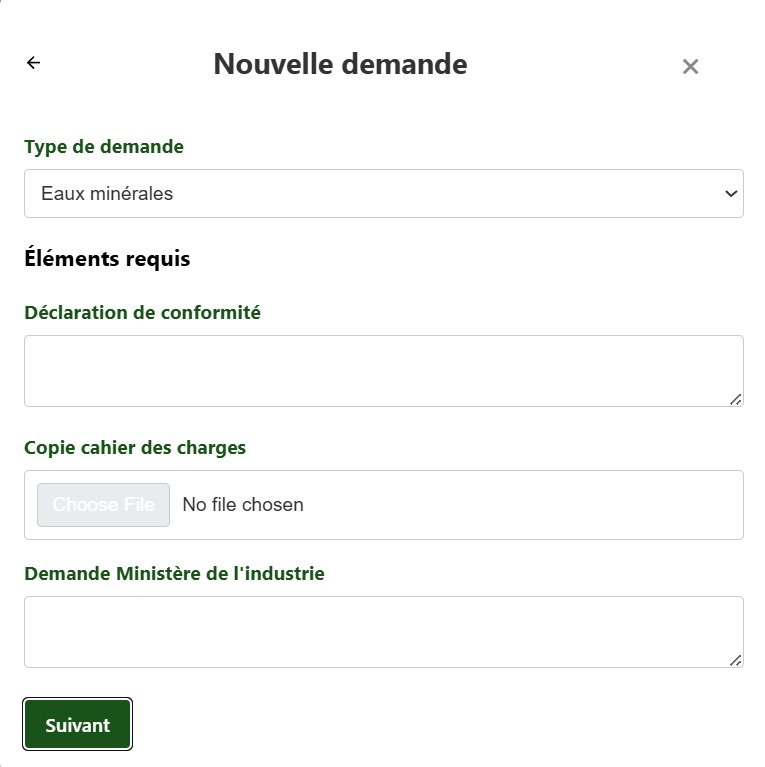 Nouvelle demande
Type de demande
Eaux minérales
Éléments requis
Déclaration de conformité
Copie cahier des charges
Choose File No file chosen
Demande Ministère de l'industrie
Suivant